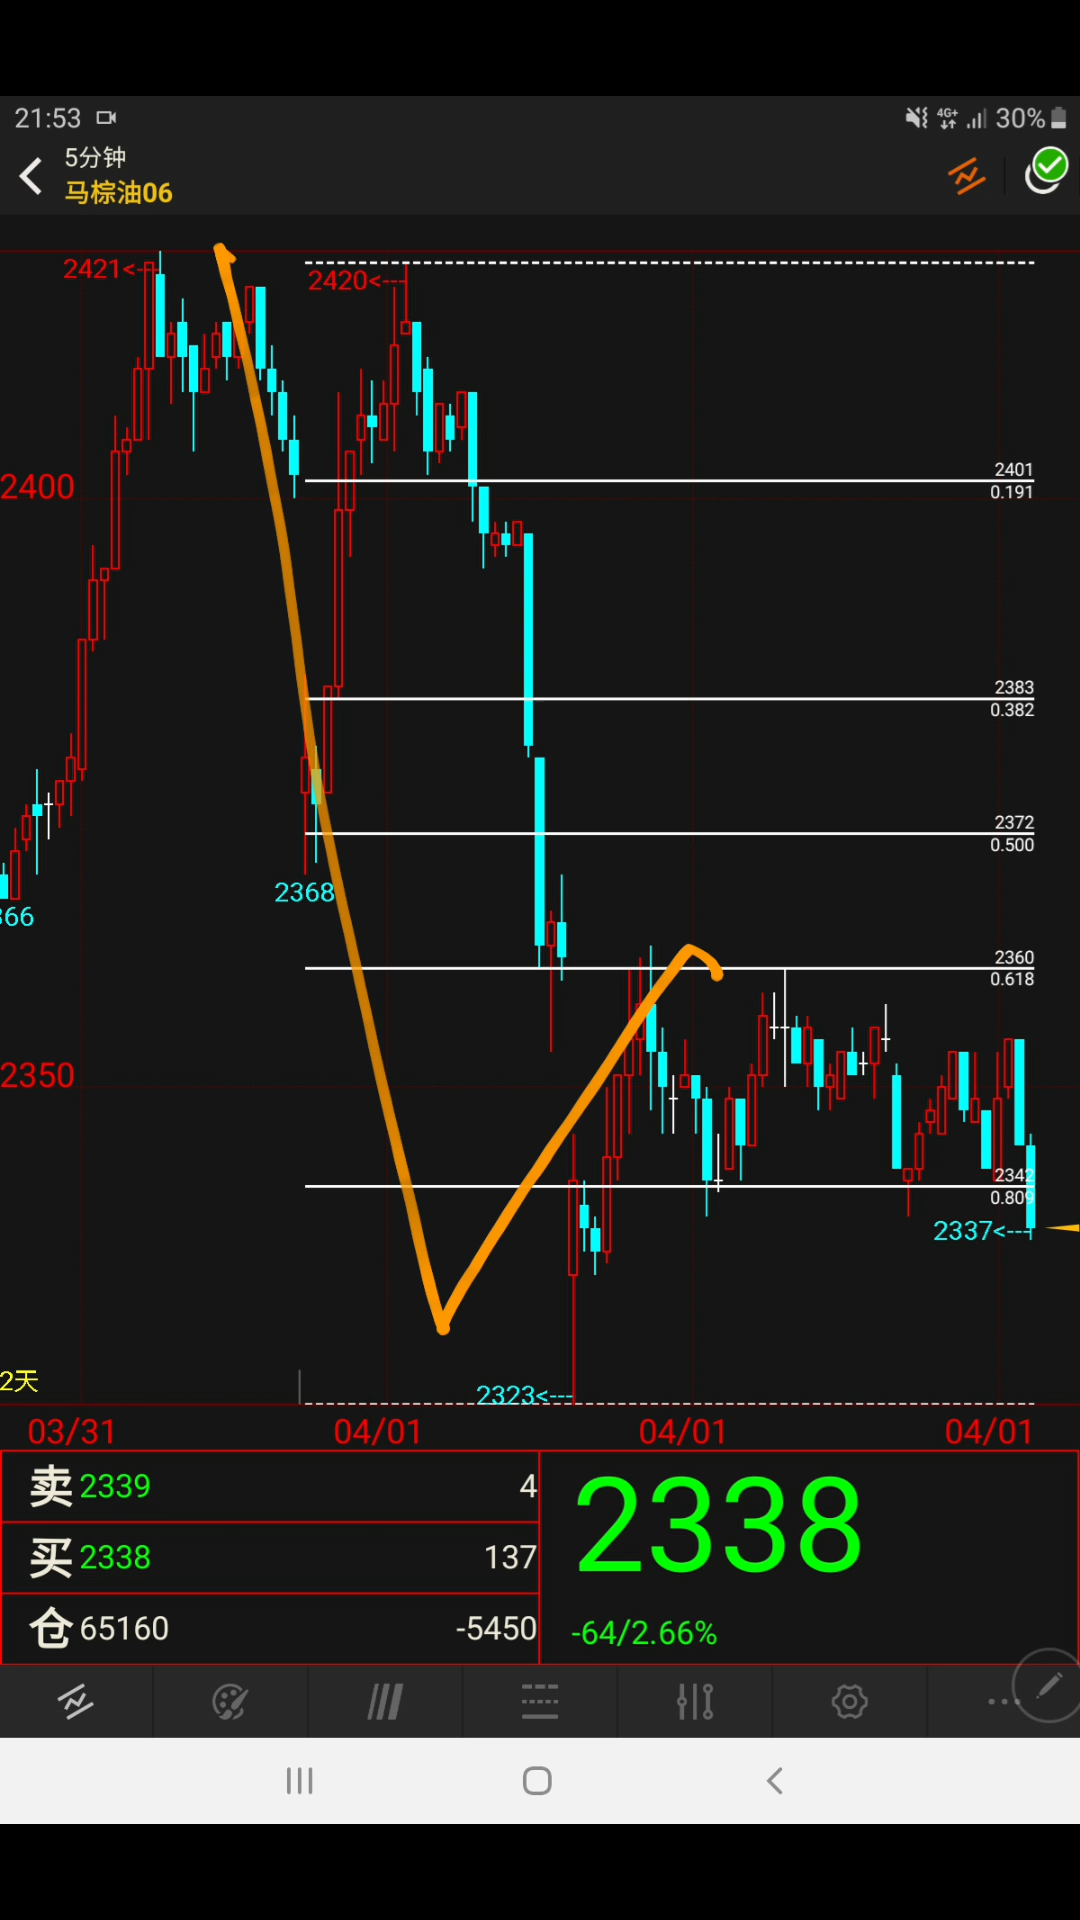 21:53 4G+ 30%
5分钟
马棕油06
2421<--
2420<---
2401
0.191
2400
2383
0.382
2372
0.500
2368
366
2360
0.618
2350
2342
0.809
2337<---
2天
2323<---
03/31 04/01 04/01 04/01
卖 2339 4
买 2338 137
仓 65160 -5450
2338
-64/2.66%